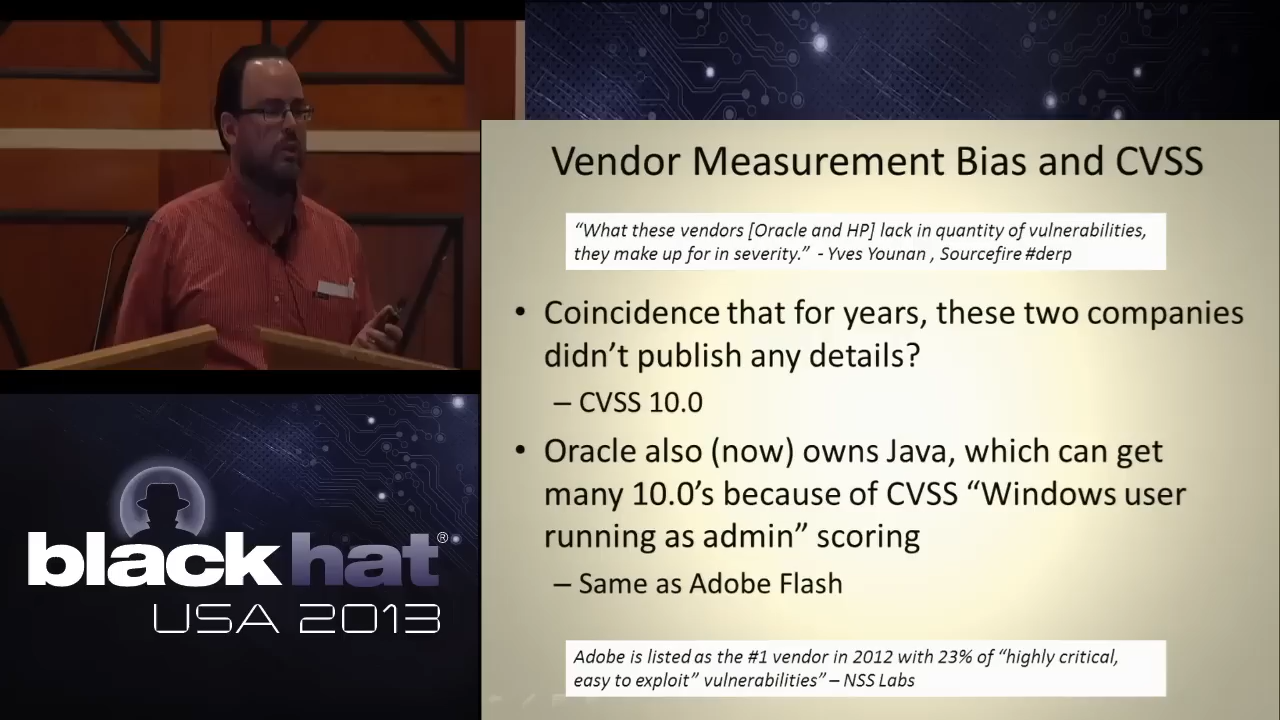 Vendor Measurement Bias and CVSS
“What these vendors [Oracle and HP] lack in quantity of vulnerabilities,
they make up for in severity.”  - Yves Younan , Sourcefire #derp
• Coincidence that for years, these two companies
didn’t publish any details?
– CVSS 10.0
• Oracle also (now) owns Java, which can get
many 10.0’s because of CVSS “Windows user
running as admin” scoring
– Same as Adobe Flash
Adobe is listed as the #1 vendor in 2012 with 23% of “highly critical,
easy to exploit” vulnerabilities” – NSS Labs
black hat®
USA 2013